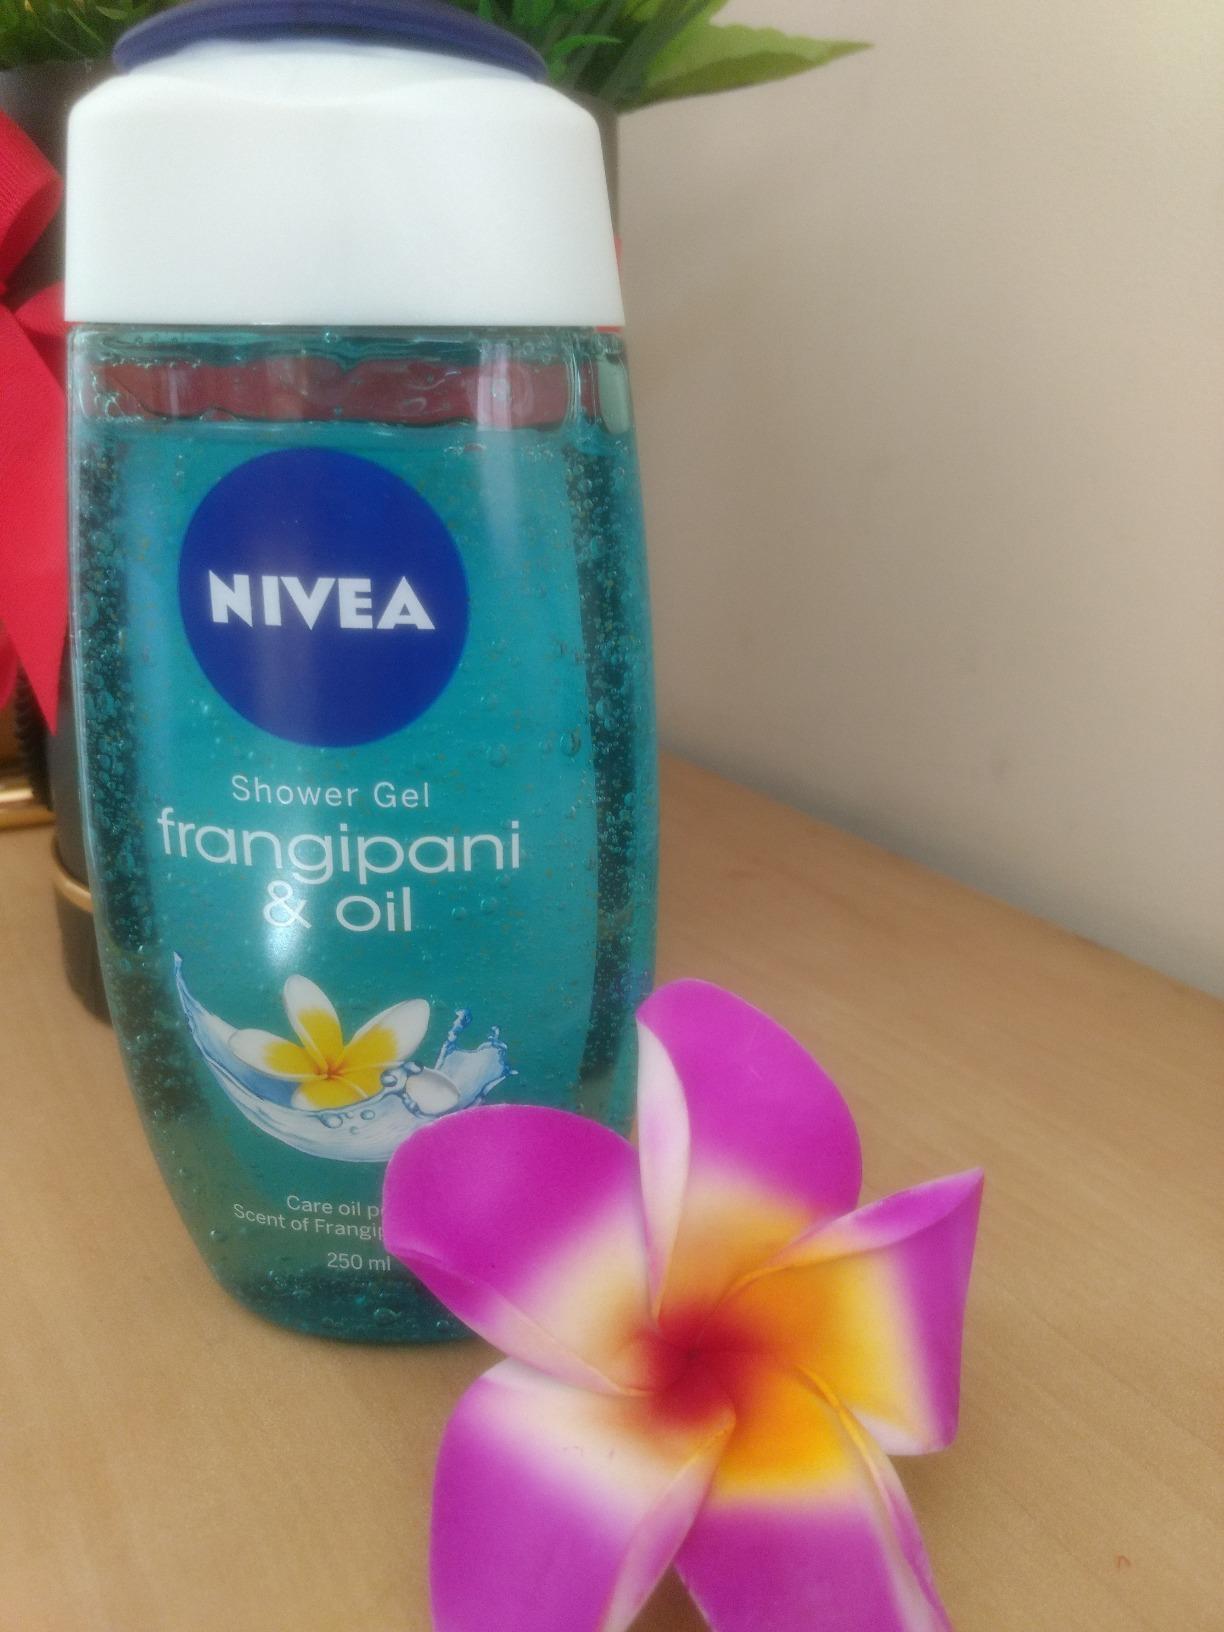 NIVEA
Shower Gel
frangipani
& oil
Care oil
Scent of
250 ml